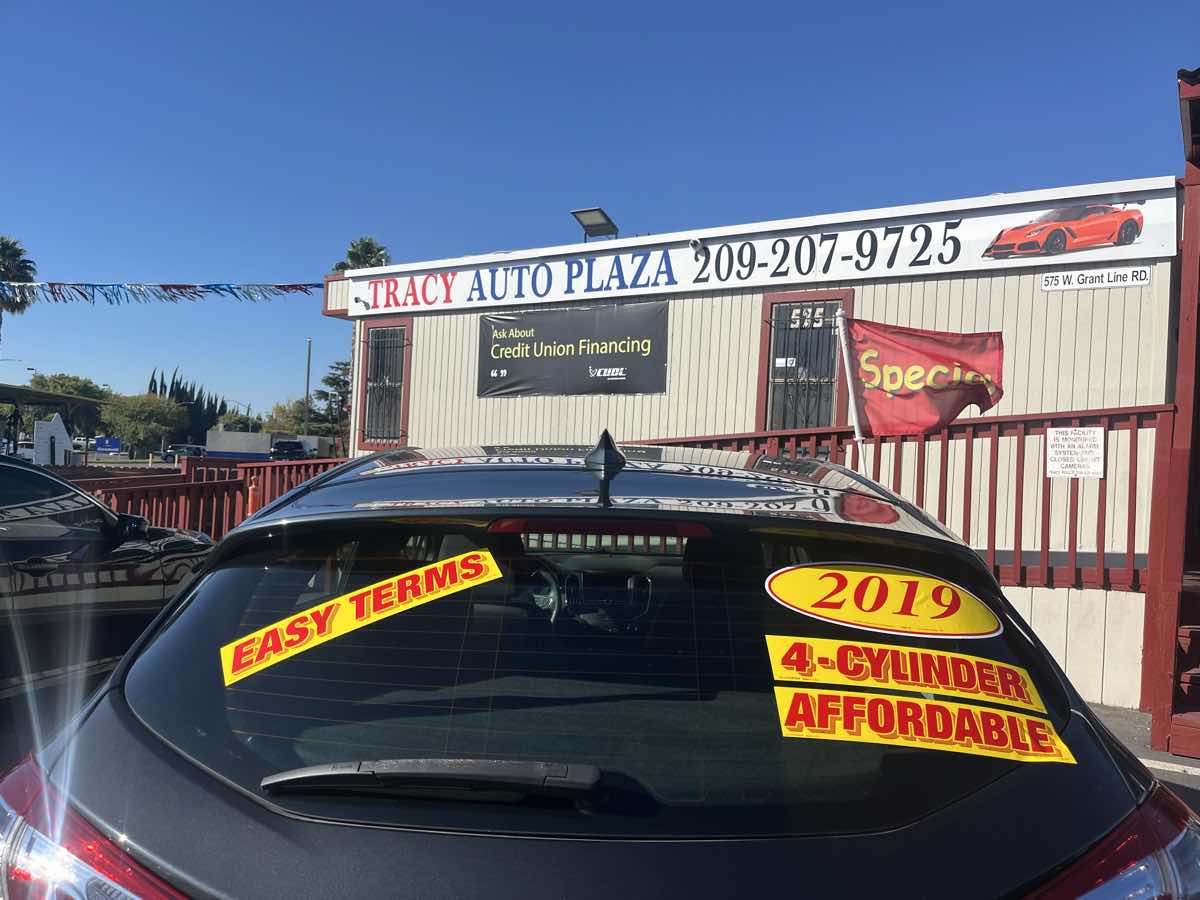 TRACY AUTO PLAZA 209-207-9725
575 W. Grant Line RD.
Ask About
Credit Union Financing
CUDL
575
Special
THIS FACILITY
IS MONITORED
WITH AN ALARM
SYSTEM AND
CLOSED CIRCUIT
CAMERAS
EASY TERMS
2019
4-CYLINDER
AFFORDABLE